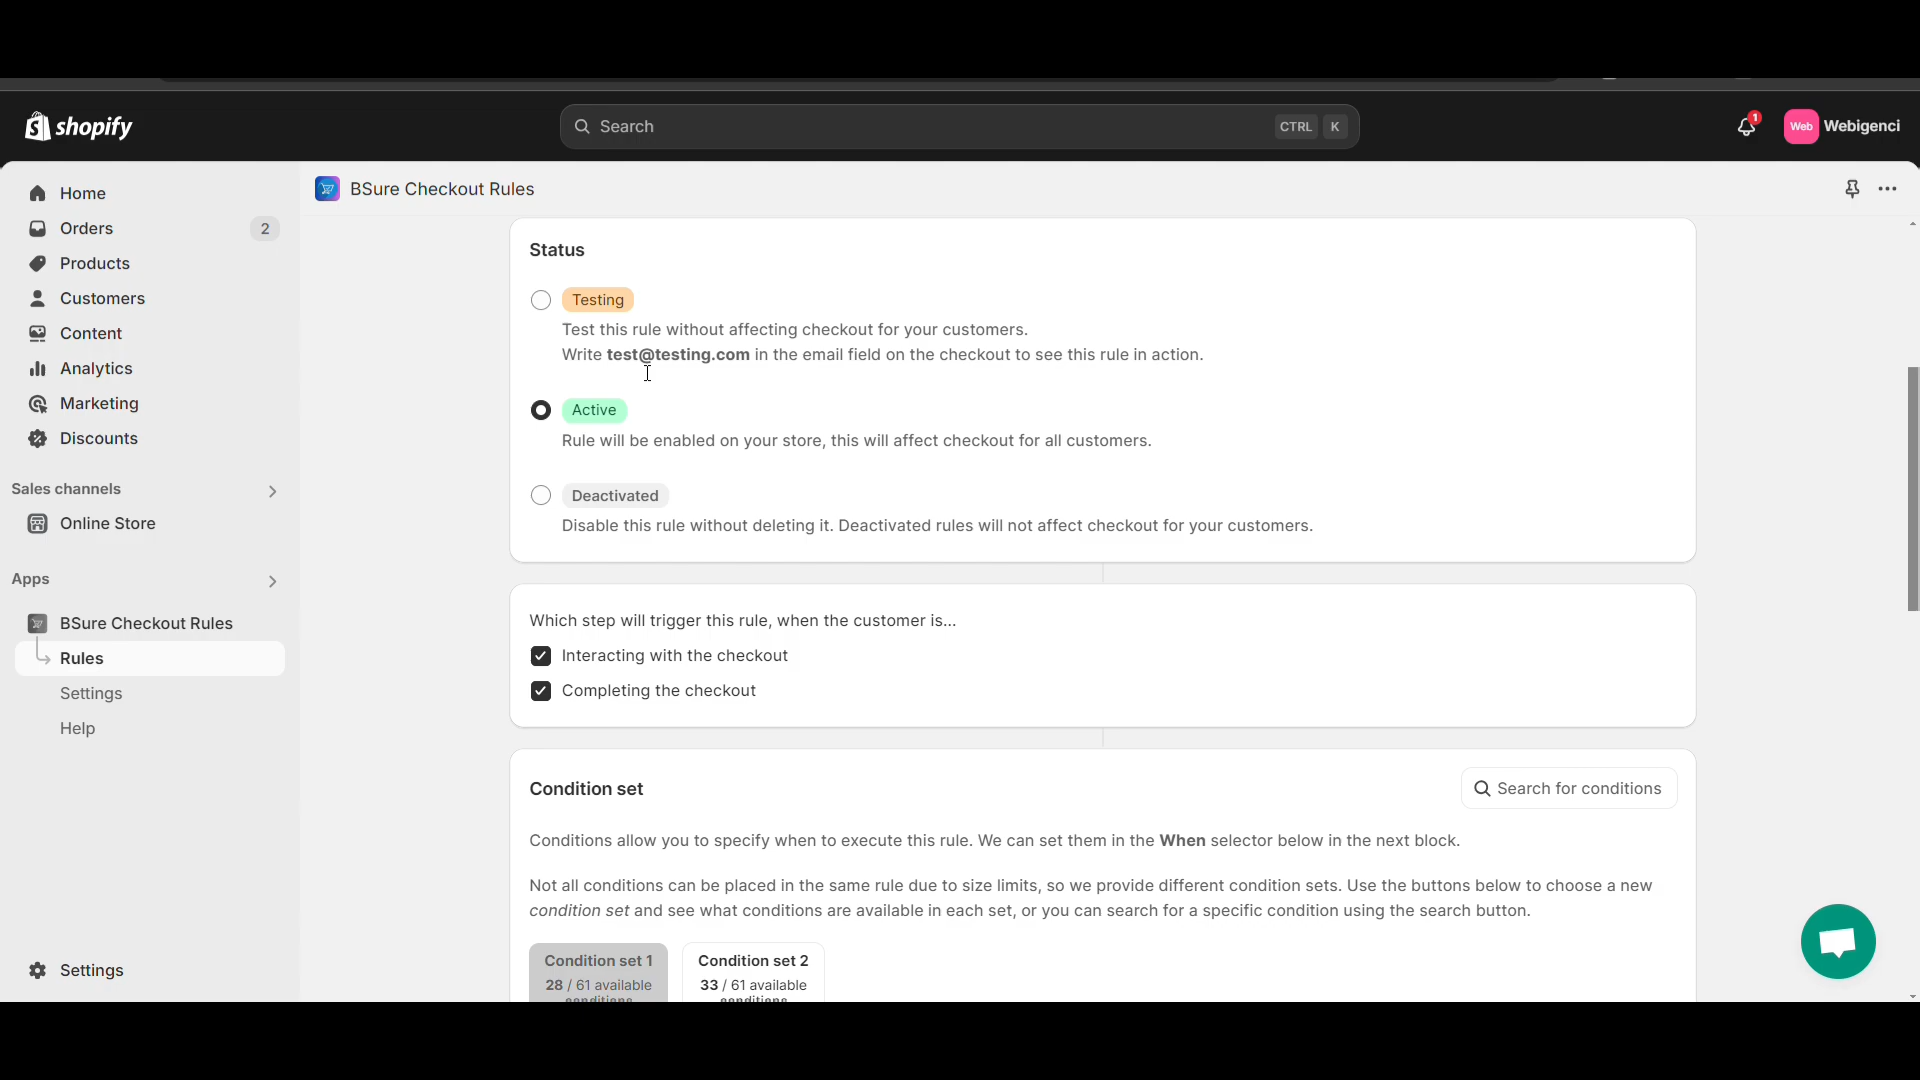 shopify
Search
CTRL K
1
Web
Webigenci
Home
Orders
2
Products
Customers
Content
Analytics
Marketing
Discounts
Sales channels
Online Store
Apps
BSure Checkout Rules
Rules
Settings
Help
Settings
BSure Checkout Rules
Status
Testing
Test this rule without affecting checkout for your customers.
Write test@testing.com in the email field on the checkout to see this rule in action.
Active
Rule will be enabled on your store, this will affect checkout for all customers.
Deactivated
Disable this rule without deleting it. Deactivated rules will not affect checkout for your customers.
Which step will trigger this rule, when the customer is...
Interacting with the checkout
Completing the checkout
Condition set
Search for conditions
Conditions allow you to specify when to execute this rule. We can set them in the When selector below in the next block.
Not all conditions can be placed in the same rule due to size limits, so we provide different condition sets. Use the buttons below to choose a new
condition set and see what conditions are available in each set, or you can search for a specific condition using the search button.
Condition set 1
28 / 61 available
conditions
Condition set 2
33 / 61 available
conditions